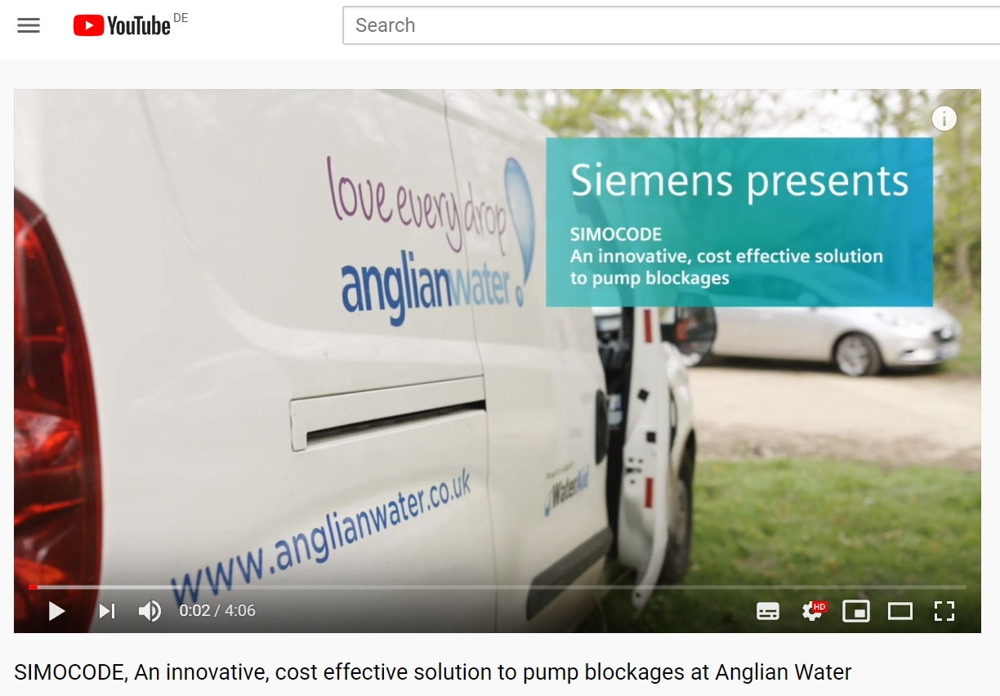 YouTube DE
Search
i
Siemens presents
SIMOCODE
An innovative, cost effective solution
to pump blockages
love every drop
anglianwater
WaterAid
www.anglianwater.co.uk
0:02 / 4:06
HD
SIMOCODE, An innovative, cost effective solution to pump blockages at Anglian Water